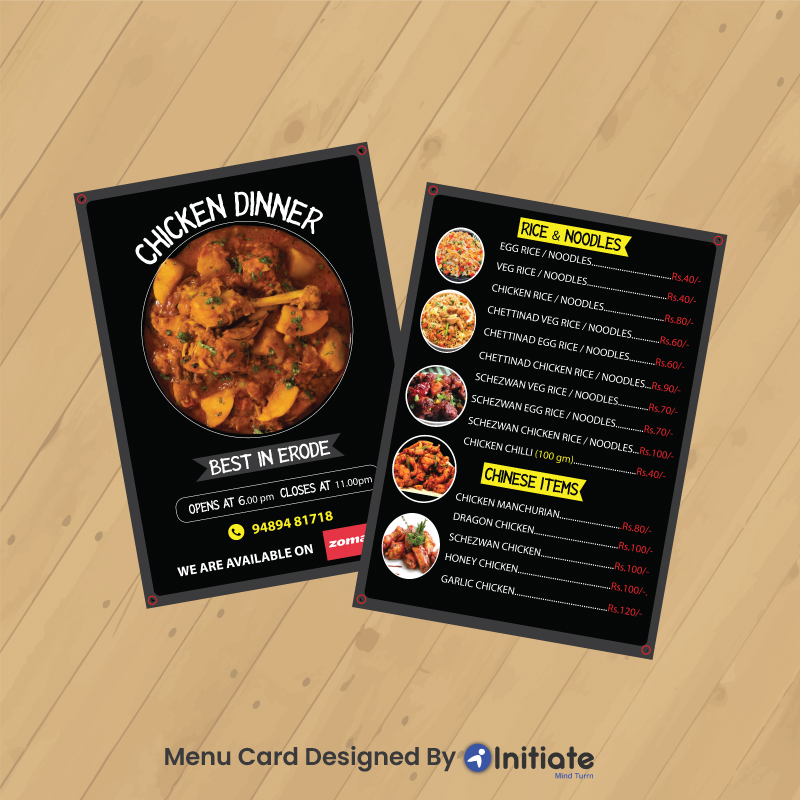 CHICKEN DINNER
BEST IN ERODE
OPENS AT 6.00 pm CLOSES AT 11.00pm
94894 81718
WE ARE AVAILABLE ON
RICE & NOODLES
EGG RICE / NOODLES Rs.40/-
VEG RICE / NOODLES Rs.40/-
CHICKEN RICE / NOODLES Rs.80/-
CHETTINAD VEG RICE / NOODLES Rs.60/-
CHETTINAD EGG RICE / NOODLES Rs.60/-
CHETTINAD CHICKEN RICE / NOODLES Rs.90/-
SCHEZWAN VEG RICE / NOODLES Rs.70/-
SCHEZWAN EGG RICE / NOODLES Rs.70/-
SCHEZWAN CHICKEN RICE / NOODLES Rs.100/-
CHICKEN CHILLI (100 gm) Rs.40/-
CHINESE ITEMS
CHICKEN MANCHURIAN Rs.80/-
DRAGON CHICKEN Rs.100/-
SCHEZWAN CHICKEN Rs.100/-
HONEY CHICKEN Rs.100/-
GARLIC CHICKEN Rs.120/-
Menu Card Designed By Initiate
Mind Turrn